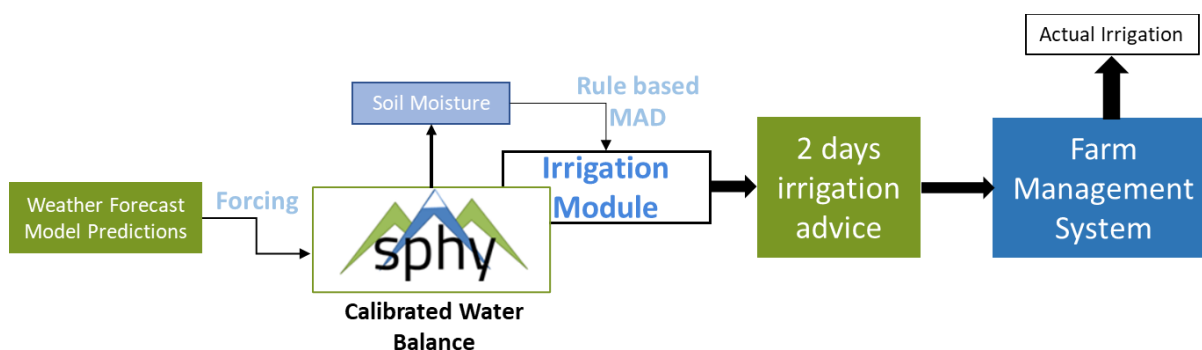 Weather Forecast
Model Predictions
Forcing
Soil Moisture
Rule based
MAD
sphy
Calibrated Water
Balance
Irrigation
Module
2 days
irrigation
advice
Farm
Management
System
Actual Irrigation